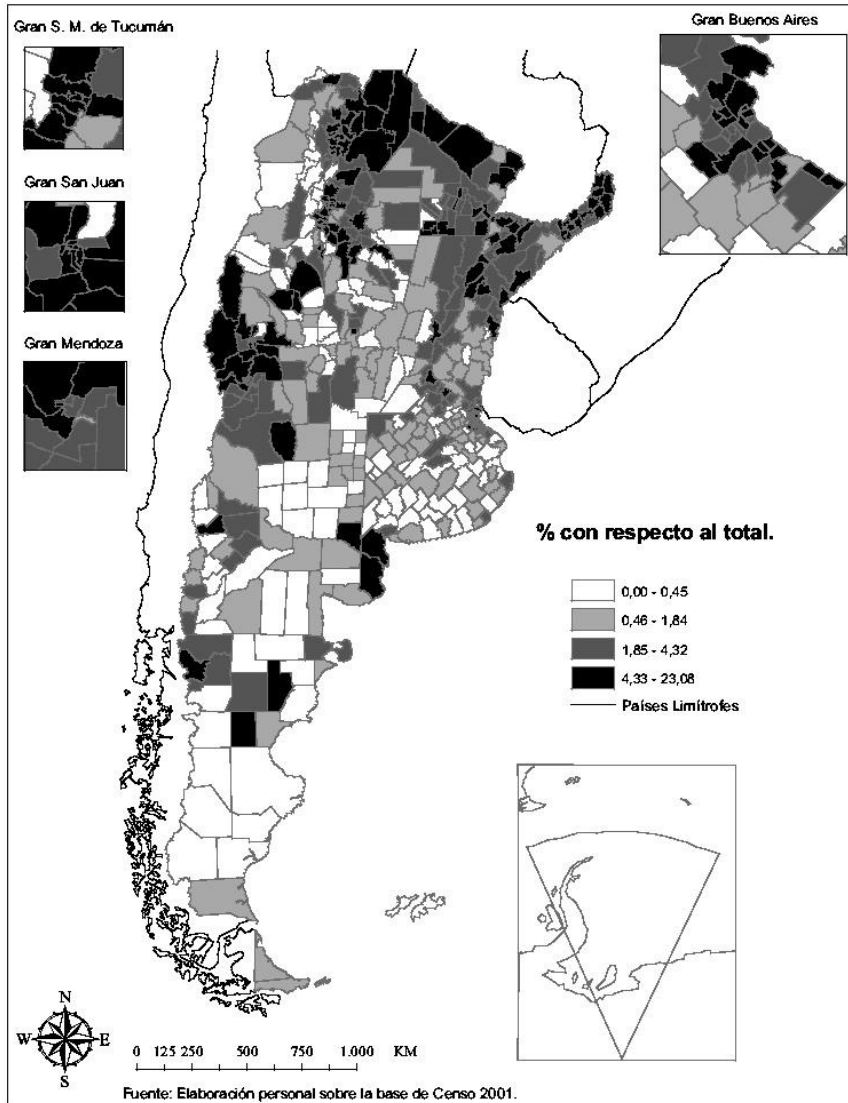 Gran S. M. de Tucumán
Gran Buenos Aires
Gran San Juan
Gran Mendoza
% con respecto al total.
0,00 - 0,45
0,46 - 1,84
1,85 - 4,32
4,33 - 23,08
Países Limítrofes
N
W E
S
0 125 250 500 750 1.000 KM
Fuente: Elaboración personal sobre la base de Censo 2001.